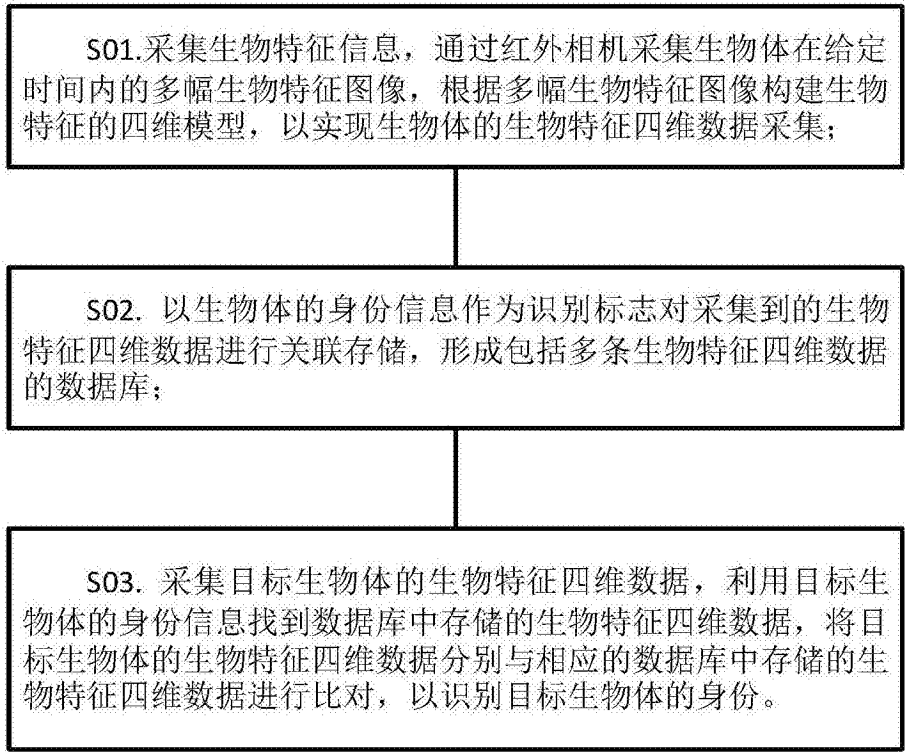 S01.采集生物特征信息，通过红外相机采集生物体在给定
时间内的多幅生物特征图像，根据多幅生物特征图像构建生物
特征的四维模型，以实现生物体的生物特征四维数据采集；
S02. 以生物体的身份信息作为识别标志对采集到的生物
特征四维数据进行关联存储，形成包括多条生物特征四维数据
的数据库；
S03. 采集目标生物体的生物特征四维数据，利用目标生
物体的身份信息找到数据库中存储的生物特征四维数据，将目
标生物体的生物特征四维数据分别与相应的数据库中存储的生
物特征四维数据进行比对，以识别目标生物体的身份。